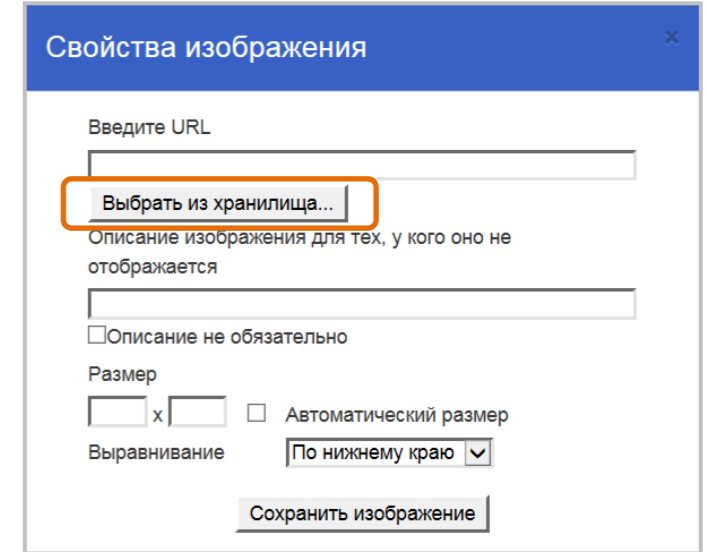 Свойства изображения ×
Введите URL
Выбрать из хранилища...
Описание изображения для тех, у кого оно не
отображается
Описание не обязательно
Размер
x Автоматический размер
Выравнивание По нижнему краю
Сохранить изображение